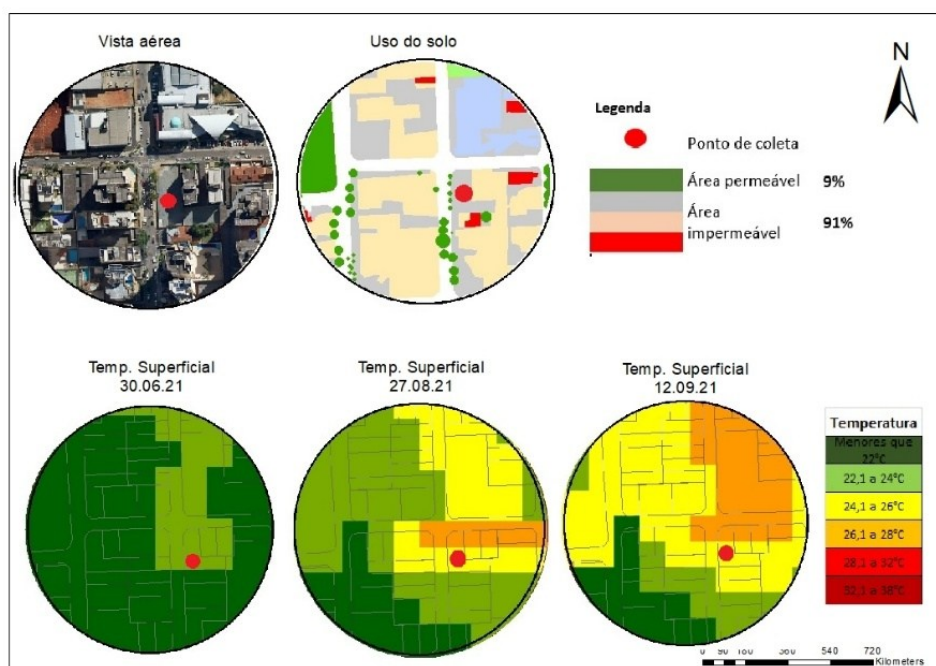 Vista aérea
Uso do solo
N
Legenda
Ponto de coleta
Área permeável 9%
Área
impermeável 91%
Temp. Superficial
30.06.21
Temp. Superficial
27.08.21
Temp. Superficial
12.09.21
Temperatura
Menores que
22°C
22,1 a 24°C
24,1 a 26°C
26,1 a 28°C
28,1 a 32°C
32,1 a 38°C
0 90 180 360 540 720
Kilometers